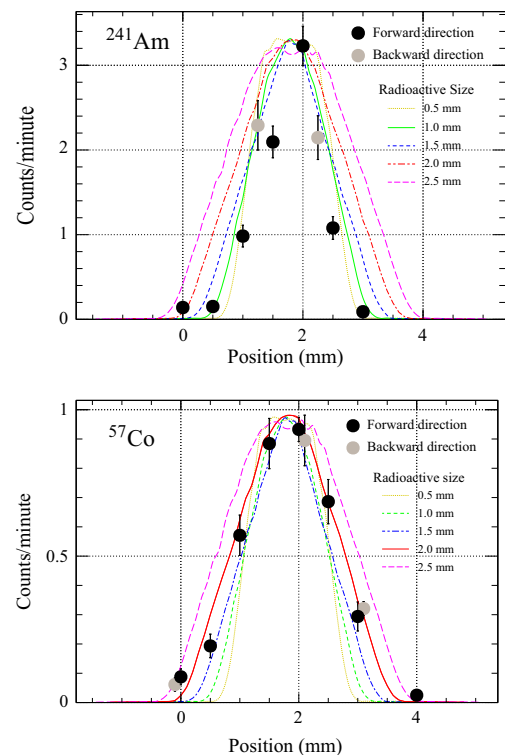 ²⁴¹Am
Forward direction
Backward direction
Radioactive Size
0.5 mm
1.0 mm
1.5 mm
2.0 mm
2.5 mm
Counts/minute
3
2
1
0
0
2
4
Position (mm)
⁵⁷Co
Forward direction
Backward direction
Radioactive size
0.5 mm
1.0 mm
1.5 mm
2.0 mm
2.5 mm
Counts/minute
1
0.5
0
0
2
4
Position (mm)